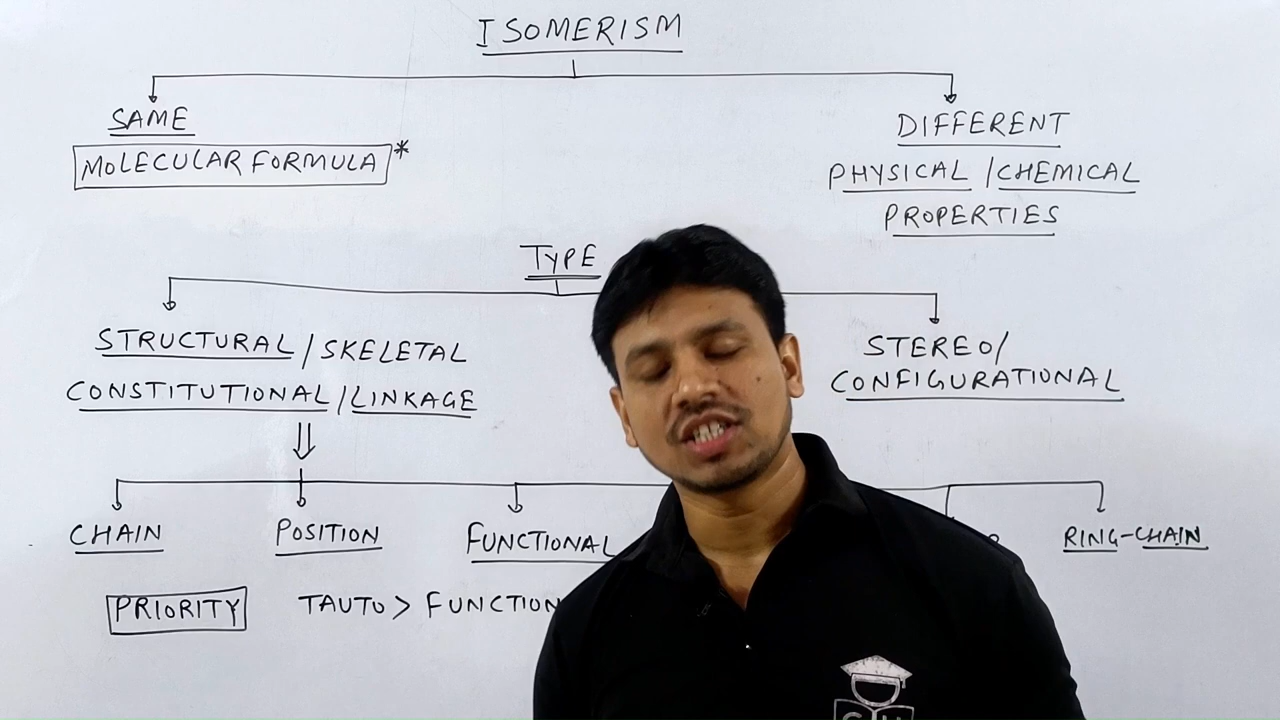 ISOMERISM
SAME
MOLECULAR FORMULA*
DIFFERENT
PHYSICAL / CHEMICAL
PROPERTIES
TYPE
STRUCTURAL / SKELETAL
CONSTITUTIONAL / LINKAGE
STEREO/
CONFIGURATIONAL
CHAIN POSITION FUNCTIONAL RING-CHAIN
PRIORITY TAUTO > FUNCTION